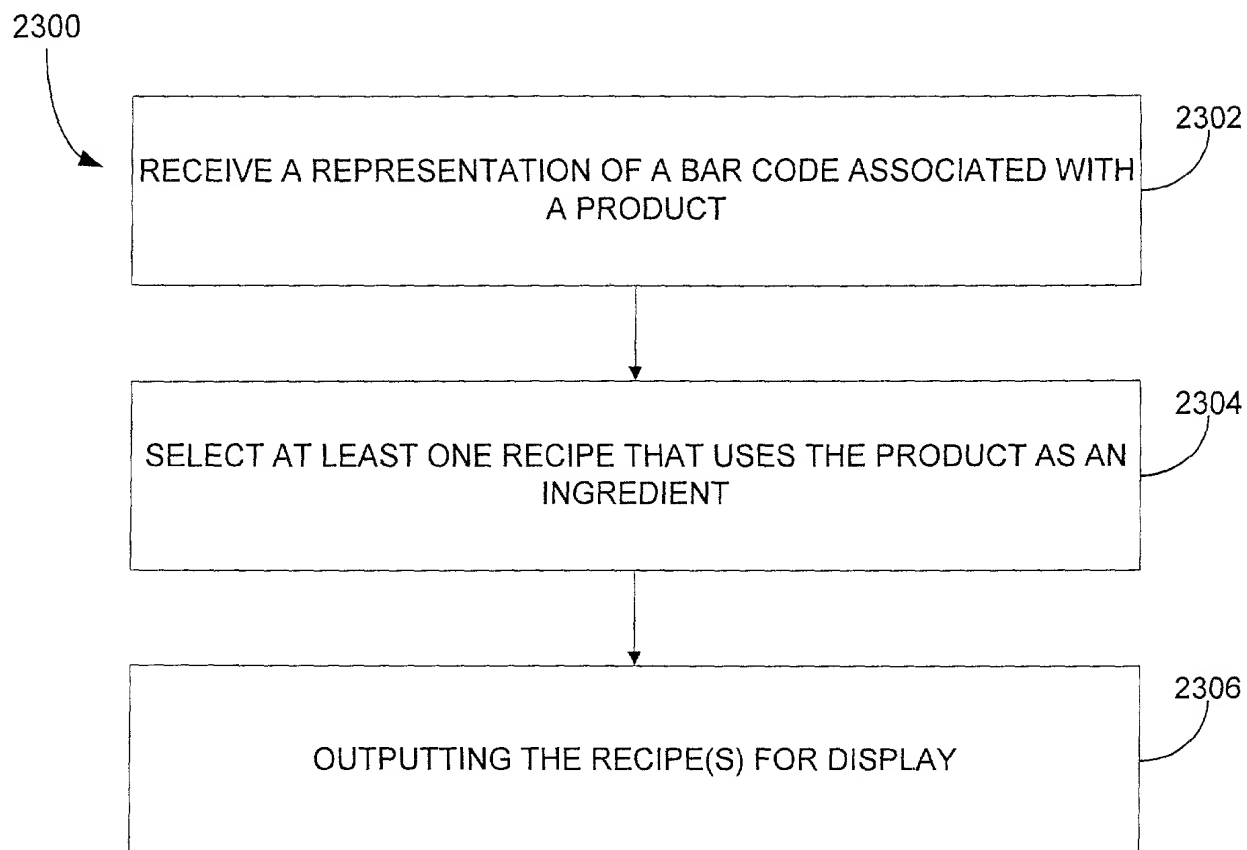 2300
2302
RECEIVE A REPRESENTATION OF A BAR CODE ASSOCIATED WITH
A PRODUCT
2304
SELECT AT LEAST ONE RECIPE THAT USES THE PRODUCT AS AN
INGREDIENT
2306
OUTPUTTING THE RECIPE(S) FOR DISPLAY